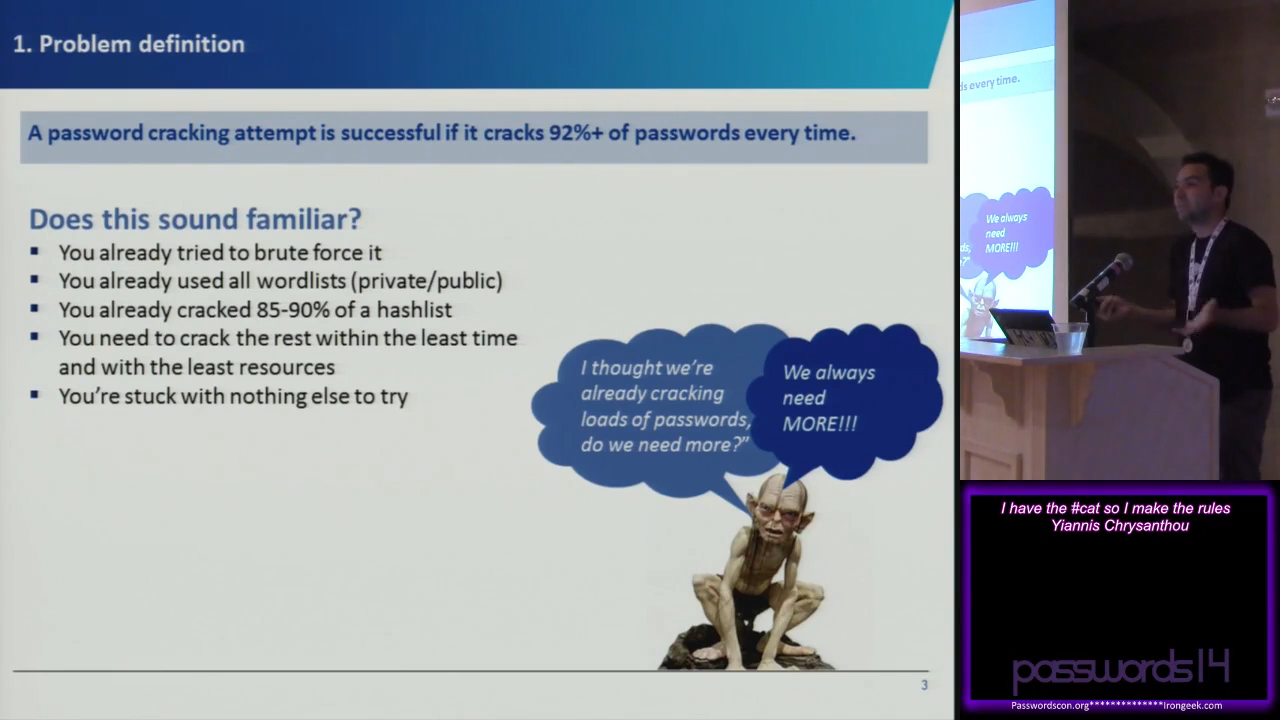 1. Problem definition
A password cracking attempt is successful if it cracks 92%+ of passwords every time.
Does this sound familiar?
You already tried to brute force it
You already used all wordlists (private/public)
You already cracked 85-90% of a hashlist
You need to crack the rest within the least time
and with the least resources
You're stuck with nothing else to try
I thought we're
already cracking
loads of passwords,
do we need more?"
We always
need
MORE!!!
3
ds every time.
We always
need
MORE!!!
I have the #cat so I make the rules
Yiannis Chrysanthou
passwords14
Passwordscon.org**************Irongeek.com